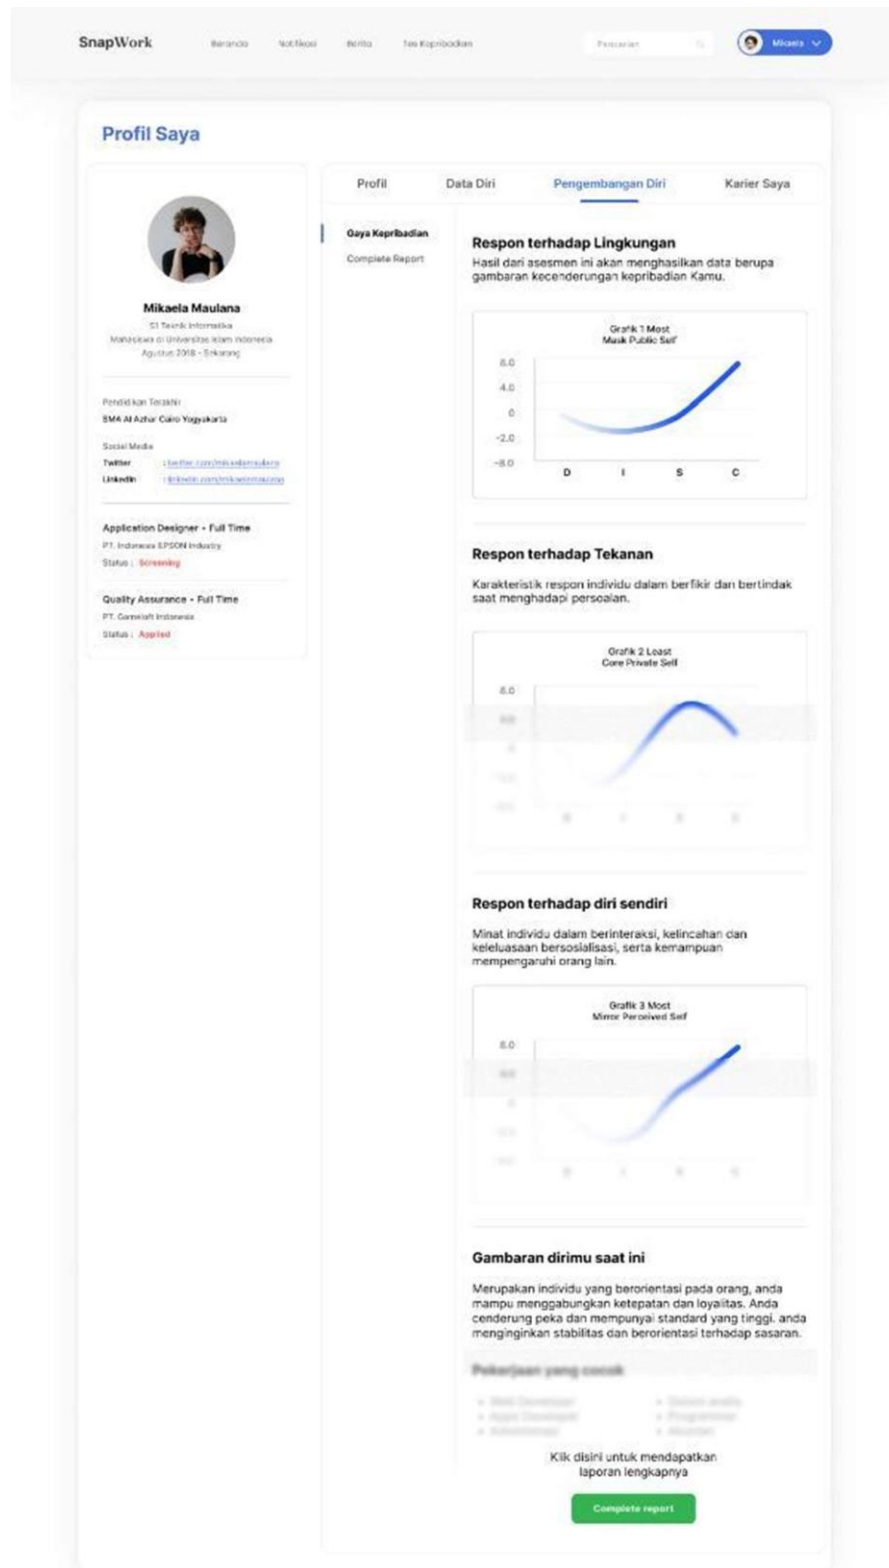 SnapWork
Beranda
Notifikasi
Berita
Tes Kepribadian
Pencarian
Mikaela
Profil Saya
Mikaela Maulana
S1 Teknik Informatika
Mahasiswa di Universitas Islam Indonesia
Agustus 2018 - Sekarang
Pendidikan Terakhir
SMA Al Azhar Cairo Yogyakarta
Social Media
Twitter : twitter.com/mikaelamaulana
Linkedin : linkedin.com/mikaelamaulana
Application Designer • Full Time
PT. Indonesia EPSON Industry
Status : Screening
Quality Assurance • Full Time
PT. Gameloft Indonesia
Status : Applied
Profil
Data Diri
Pengembangan Diri
Karier Saya
Gaya Kepribadian
Complete Report
Respon terhadap Lingkungan
Hasil dari asesmen ini akan menghasilkan data berupa
gambaran kecenderungan kepribadian Kamu.
Grafik 1 Most
Mask Public Self
8.0
4.0
0
-2.0
-8.0
D I S C
Respon terhadap Tekanan
Karakteristik respon individu dalam berfikir dan bertindak
saat menghadapi persoalan.
Grafik 2 Least
Core Private Self
8.0
Respon terhadap diri sendiri
Minat individu dalam berinteraksi, kelincahan dan
keleluasaan bersosialisasi, serta kemampuan
mempengaruhi orang lain.
Grafik 3 Most
Mirror Perceived Self
8.0
Gambaran dirimu saat ini
Merupakan individu yang berorientasi pada orang, anda
mampu menggabungkan ketepatan dan loyalitas. Anda
cenderung peka dan mempunyai standard yang tinggi. anda
menginginkan stabilitas dan berorientasi terhadap sasaran.
Pekerjaan yang cocok
Klik disini untuk mendapatkan
laporan lengkapnya
Complete report